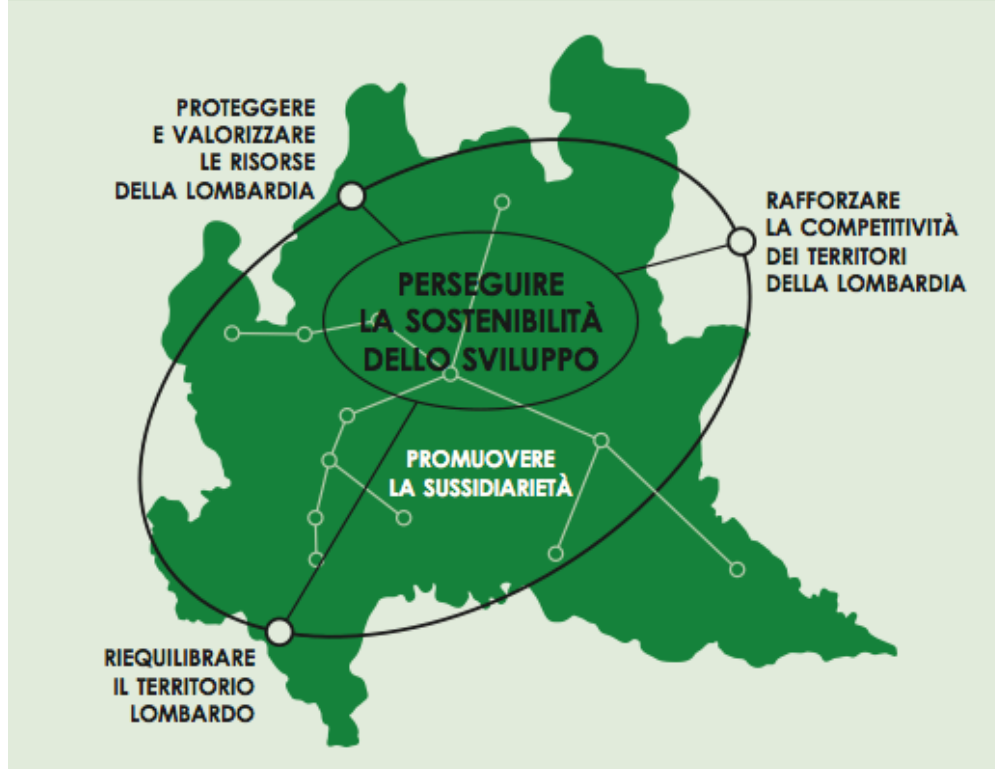 PROTEGGERE
E VALORIZZARE
LE RISORSE
DELLA LOMBARDIA
RAFFORZARE
LA COMPETITIVITÀ
DEI TERRITORI
DELLA LOMBARDIA
PERSEGUIRE
LA SOSTENIBILITÀ
DELLO SVILUPPO
PROMUOVERE
LA SUSSIDIARIETÀ
RIEQUILIBRARE
IL TERRITORIO
LOMBARDO